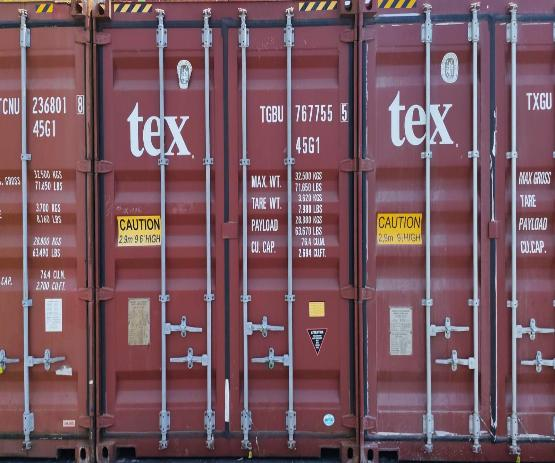 TCNU 236801 8
45G1
. GROSS 32.500 KGS
71.650 LBS
3.700 KGS
8.160 LBS
28.800 KGS
63.490 LBS
CAP. 76.4 CU.M.
2.700 CU.FT.
tex
CAUTION
2.9m 9'6" HIGH
TGBU 767755 5
45G1
MAX. WT. 32.500 KGS
71.650 LBS
TARE WT. 3.620 KGS
7.980 LBS
PAYLOAD 28.880 KGS
63.670 LBS
CU. CAP. 76.4 CU.M.
2.694 CU.FT.
tex
CAUTION
2.9m 9' HIGH
TXGU
45G1
MAX GROSS
TARE
PAYLOAD
CU. CAP.